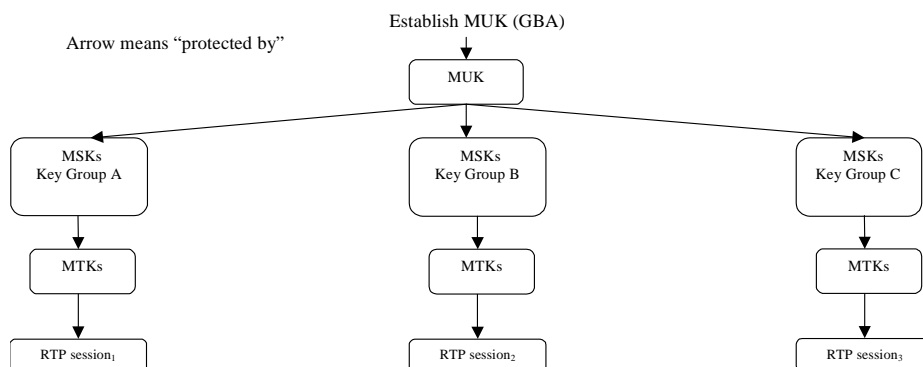 Establish MUK (GBA)
Arrow means “protected by”
MUK
MSKs
Key Group A
MSKs
Key Group B
MSKs
Key Group C
MTKs
MTKs
MTKs
RTP session₁
RTP session₂
RTP session₃